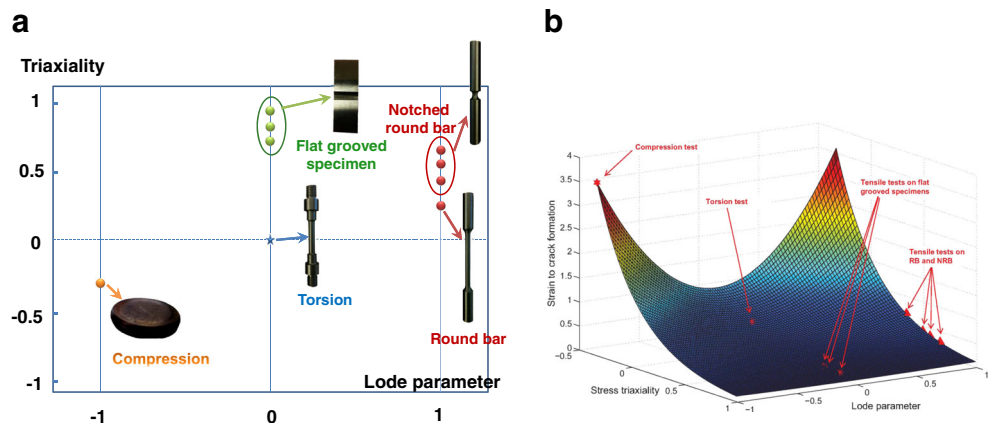 a
Triaxiality
1
0.5
0
-0.5
-1
-1
0
1
Lode parameter
Flat grooved
specimen
Notched
round bar
Torsion
Round bar
Compression
b
Strain to crack formation
4
3.5
3
2.5
2
1.5
1
0.5
0
−0.5
0
0.5
1
Stress triaxiality
−1
−0.5
0
0.5
1
Lode parameter
Compression test
Torsion test
Tensile tests on flat
grooved specimens
Tensile tests on
RB and NRB